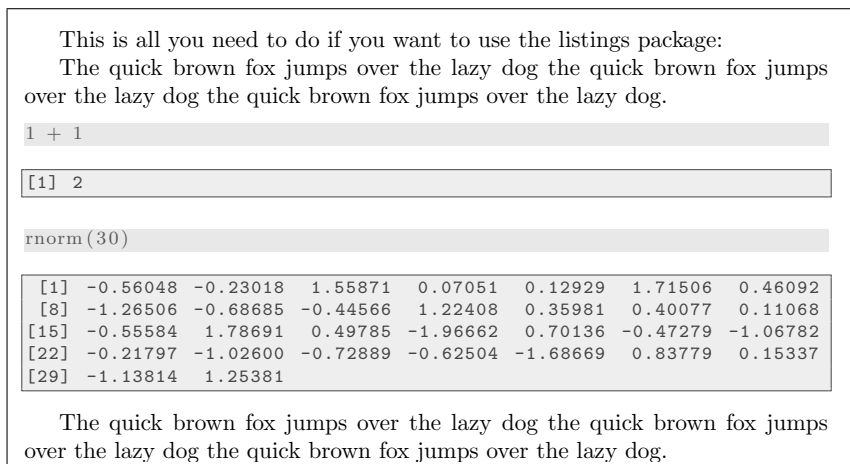 This is all you need to do if you want to use the listings package:
The quick brown fox jumps over the lazy dog the quick brown fox jumps
over the lazy dog the quick brown fox jumps over the lazy dog.
1 + 1
[1] 2
rnorm(30)
[1] -0.56048 -0.23018 1.55871 0.07051 0.12929 1.71506 0.46092
[8] -1.26506 -0.68685 -0.44566 1.22408 0.35981 0.40077 0.11068
[15] -0.55584 1.78691 0.49785 -1.96662 0.70136 -0.47279 -1.06782
[22] -0.21797 -1.02600 -0.72889 -0.62504 -1.68669 0.83779 0.15337
[29] -1.13814 1.25381
The quick brown fox jumps over the lazy dog the quick brown fox jumps
over the lazy dog the quick brown fox jumps over the lazy dog.